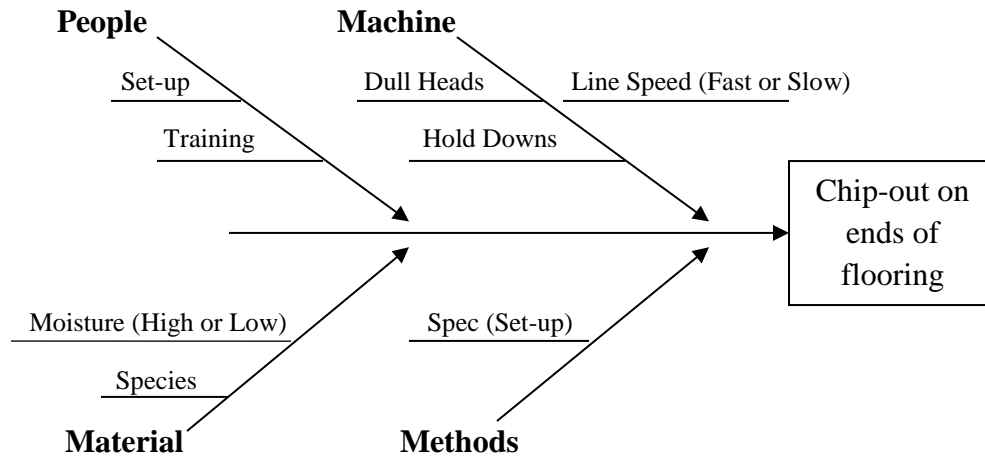 People
Machine
Set-up
Dull Heads
Line Speed (Fast or Slow)
Training
Hold Downs
Chip-out on
ends of
flooring
Moisture (High or Low)
Spec (Set-up)
Species
Material
Methods